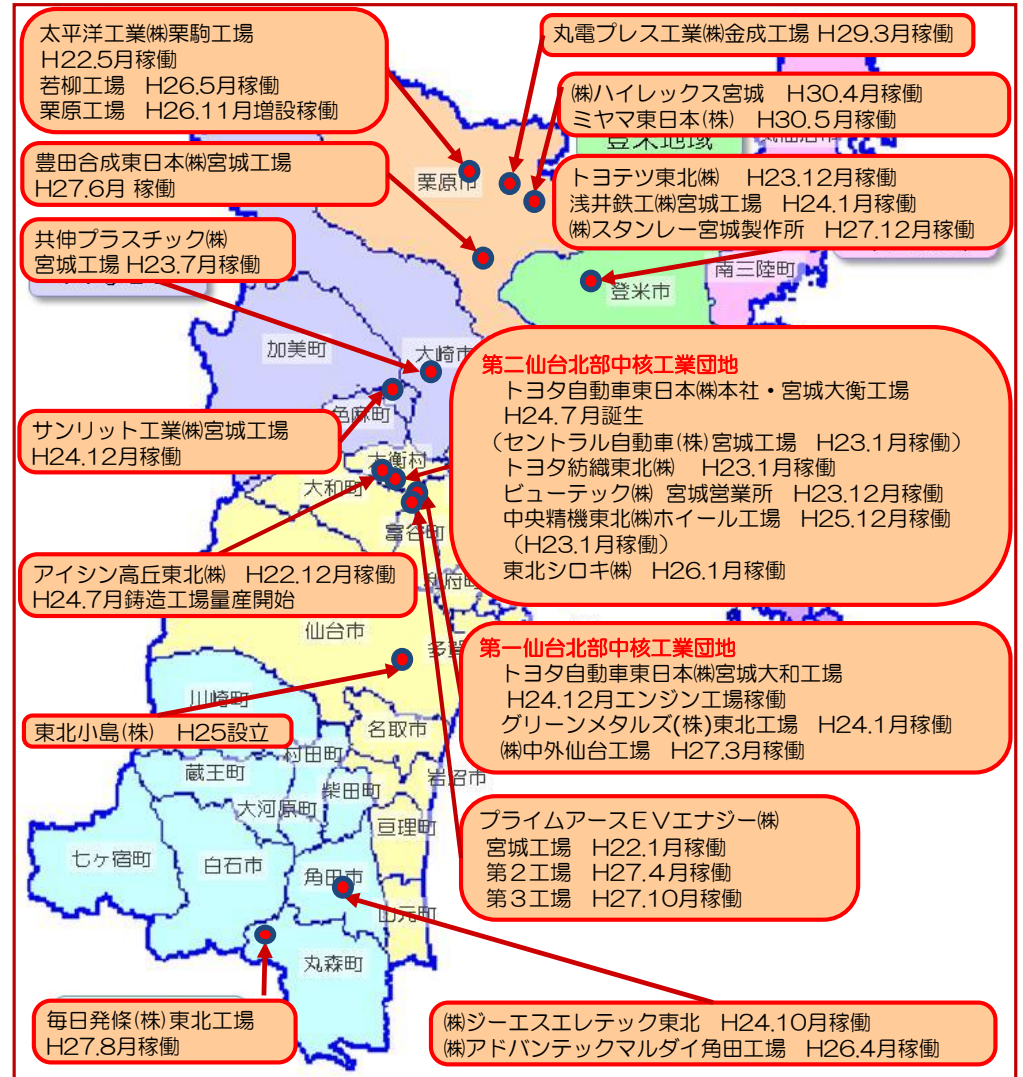 太平洋工業㈱栗駒工場
H22.5月稼働
若柳工場 H26.5月稼働
栗原工場 H26.11月増設稼働
丸電プレス工業㈱金成工場 H29.3月稼働
㈱ハイレックス宮城 H30.4月稼働
ミヤマ東日本(株) H30.5月稼働
登米地域
豊田合成東日本㈱宮城工場
H27.6月 稼働
栗原市
トヨテツ東北㈱ H23.12月稼働
浅井鉄工㈱宮城工場 H24.1月稼働
㈱スタンレー宮城製作所 H27.12月稼働
共伸プラスチック㈱
宮城工場 H23.7月稼働
南三陸町
登米市
加美町
大崎市
色麻町
第二仙台北部中核工業団地
トヨタ自動車東日本㈱本社・宮城大衡工場
H24.7月誕生
（セントラル自動車(株)宮城工場 H23.1月稼働）
トヨタ紡織東北㈱ H23.1月稼働
ビューテック㈱ 宮城営業所 H23.12月稼働
中央精機東北㈱ホイール工場 H25.12月稼働
（H23.1月稼働）
東北シロキ㈱ H26.1月稼働
サンリット工業㈱宮城工場
H24.12月稼働
大衡村
大和町
富谷町
アイシン高丘東北㈱ H22.12月稼働
H24.7月鋳造工場量産開始
利府町
仙台市
第一仙台北部中核工業団地
トヨタ自動車東日本㈱宮城大和工場
H24.12月エンジン工場稼働
グリーンメタルズ(株)東北工場 H24.1月稼働
㈱中外仙台工場 H27.3月稼働
川崎町
東北小島(株) H25設立
名取市
村田町
蔵王町
柴田町
岩沼市
大河原町
亘理町
プライムアースＥＶエナジー㈱
宮城工場 H22.1月稼働
第２工場 H27.4月稼働
第３工場 H27.10月稼働
七ヶ宿町
白石市
角田市
山元町
丸森町
毎日発條(株)東北工場
H27.8月稼働
㈱ジーエスエレテック東北 H24.10月稼働
㈱アドバンテックマルダイ角田工場 H26.4月稼働